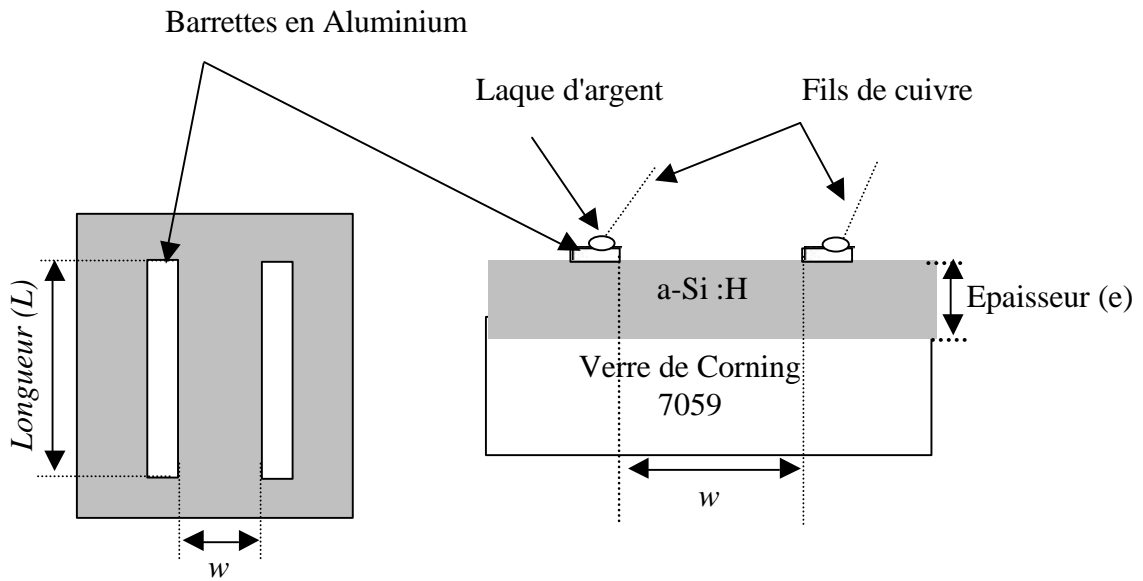 Barrettes en Aluminium
Laque d'argent
Fils de cuivre
Longueur (L)
w
a-Si :H
Epaisseur (e)
Verre de Corning
7059
w